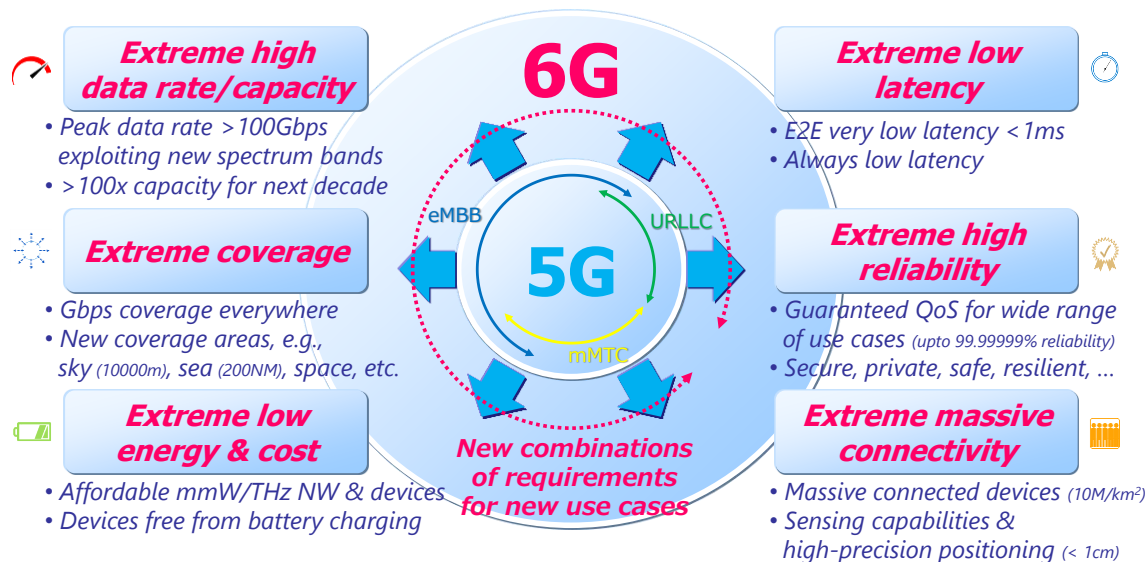 Extreme high
data rate/capacity
• Peak data rate >100Gbps
exploiting new spectrum bands
• >100x capacity for next decade
Extreme coverage
• Gbps coverage everywhere
• New coverage areas, e.g.,
sky (10000m), sea (200NM), space, etc.
Extreme low
energy & cost
• Affordable mmW/THz NW & devices
• Devices free from battery charging
6G
eMBB
URLLC
5G
mMTC
New combinations
of requirements
for new use cases
Extreme low
latency
• E2E very low latency <1ms
• Always low latency
Extreme high
reliability
• Guaranteed QoS for wide range
of use cases (upto 99.99999% reliability)
• Secure, private, safe, resilient, …
Extreme massive
connectivity
• Massive connected devices (10M/km²)
• Sensing capabilities &
high-precision positioning (< 1cm)